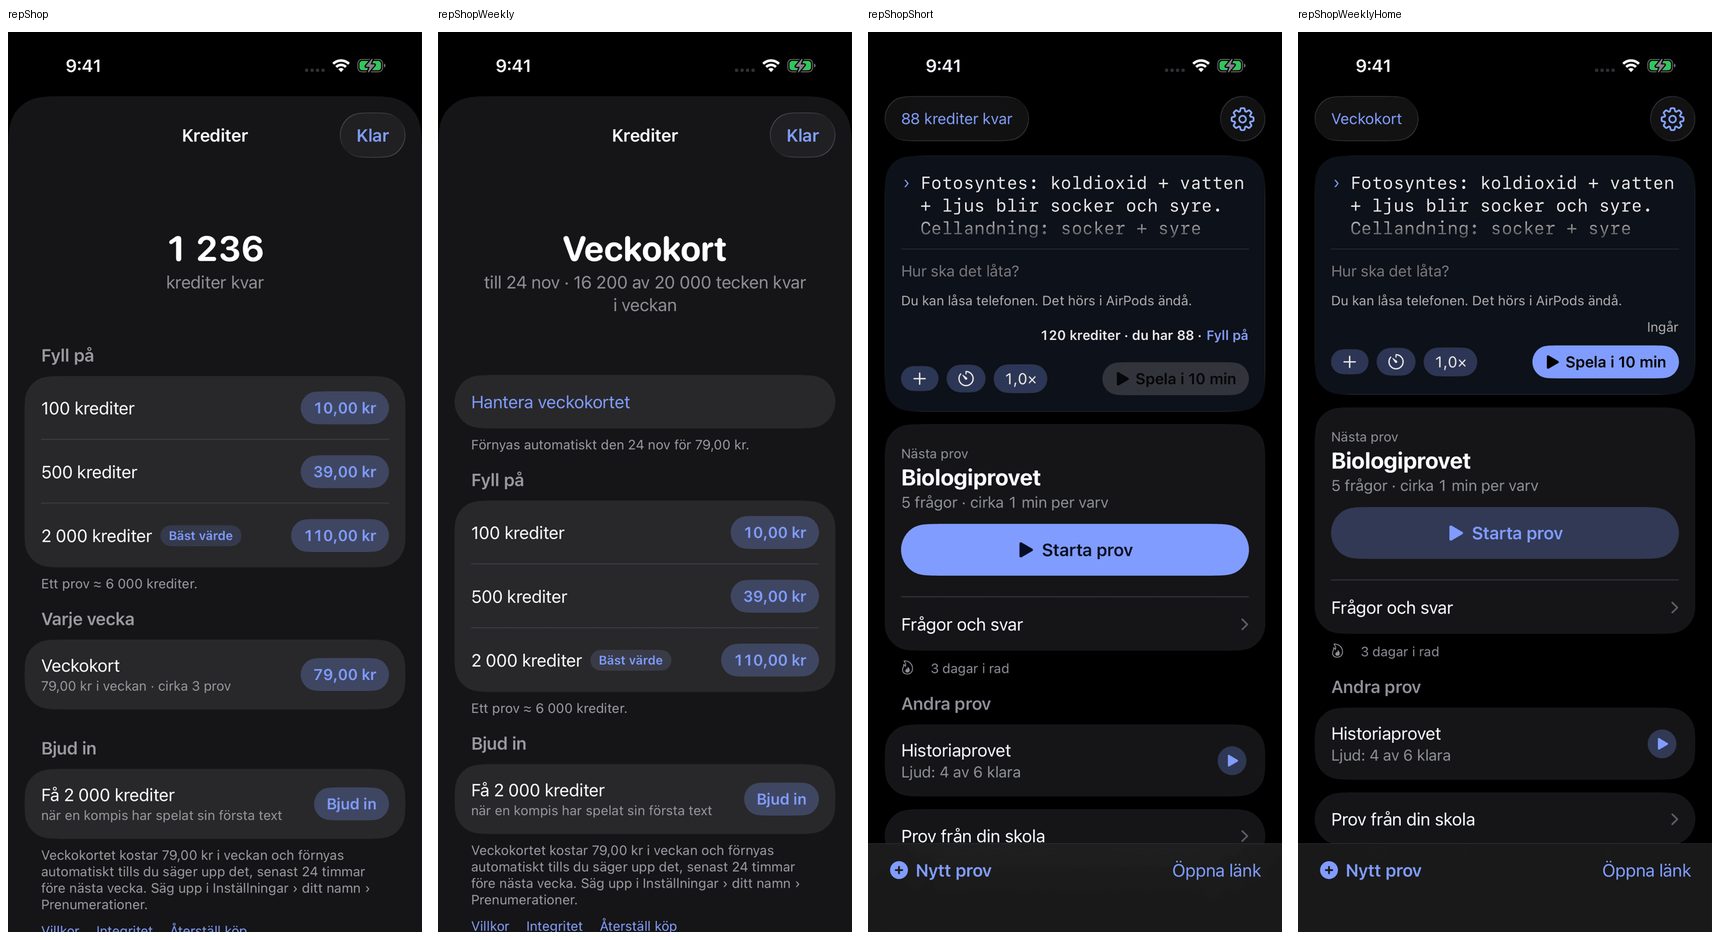 repShop
9:41
Krediter
Klar
1 236
krediter kvar
Fyll på
100 krediter
10,00 kr
500 krediter
39,00 kr
2 000 krediter
Bäst värde
110,00 kr
Ett prov ≈ 6 000 krediter.
Varje vecka
Veckokort
79,00 kr i veckan · cirka 3 prov
79,00 kr
Bjud in
Få 2 000 krediter
när en kompis har spelat sin första text
Bjud in
Veckokortet kostar 79,00 kr i veckan och förnyas
automatiskt tills du säger upp det, senast 24 timmar
före nästa vecka. Säg upp i Inställningar › ditt namn ›
Prenumerationer.
Villkor Integritet Återställ köp
repShopWeekly
9:41
Krediter
Klar
Veckokort
till 24 nov · 16 200 av 20 000 tecken kvar
i veckan
Hantera veckokortet
Förnyas automatiskt den 24 nov för 79,00 kr.
Fyll på
100 krediter
10,00 kr
500 krediter
39,00 kr
2 000 krediter
Bäst värde
110,00 kr
Ett prov ≈ 6 000 krediter.
Bjud in
Få 2 000 krediter
när en kompis har spelat sin första text
Bjud in
Veckokortet kostar 79,00 kr i veckan och förnyas
automatiskt tills du säger upp det, senast 24 timmar
före nästa vecka. Säg upp i Inställningar › ditt namn ›
Prenumerationer.
Villkor Integritet Återställ köp
repShopShort
9:41
88 krediter kvar
› Fotosyntes: koldioxid + vatten
+ ljus blir socker och syre.
Cellandning: socker + syre
Hur ska det låta?
Du kan låsa telefonen. Det hörs i AirPods ändå.
120 krediter · du har 88 · Fyll på
1,0×
Spela i 10 min
Nästa prov
Biologiprovet
5 frågor · cirka 1 min per varv
Starta prov
Frågor och svar
3 dagar i rad
Andra prov
Historiaprovet
Ljud: 4 av 6 klara
Prov från din skola
Nytt prov
Öppna länk
repShopWeeklyHome
9:41
Veckokort
› Fotosyntes: koldioxid + vatten
+ ljus blir socker och syre.
Cellandning: socker + syre
Hur ska det låta?
Du kan låsa telefonen. Det hörs i AirPods ändå.
Ingår
1,0×
Spela i 10 min
Nästa prov
Biologiprovet
5 frågor · cirka 1 min per varv
Starta prov
Frågor och svar
3 dagar i rad
Andra prov
Historiaprovet
Ljud: 4 av 6 klara
Prov från din skola
Nytt prov
Öppna länk